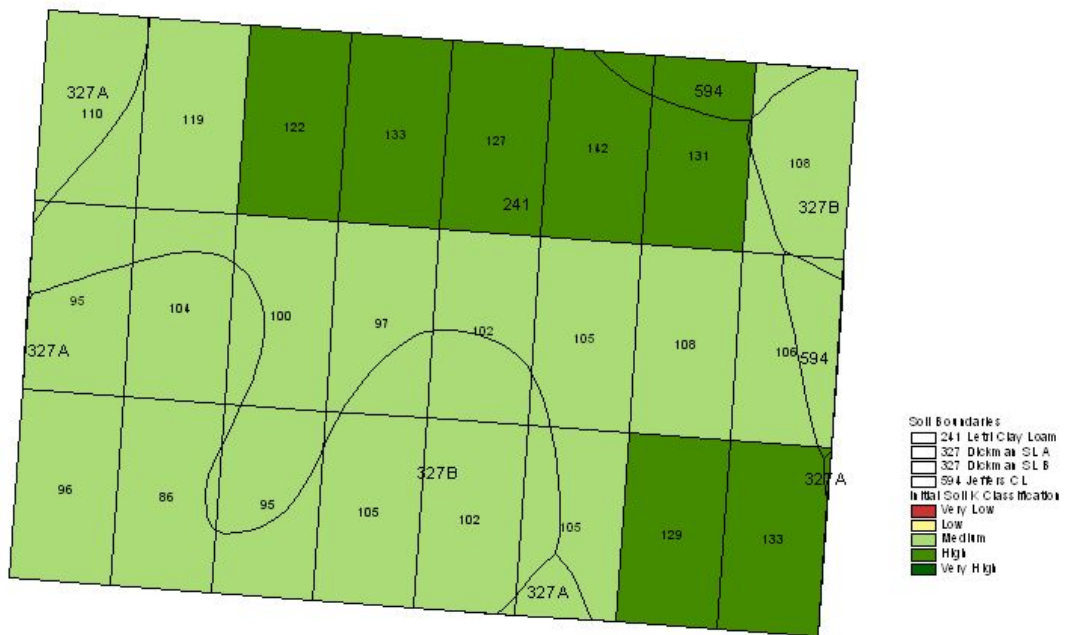 327A
594
110
119
122
133
127
142
131
108
241
327B
95
104
100
97
102
105
108
106
594
327A
327B
327A
96
86
95
105
102
105
129
133
327A
Soil Boundaries
241 Letri Clay Loam
327 Dickman SL A
327 Dickman SL B
594 Jeffers CL
Initial Soil K Classification
Very Low
Low
Medium
High
Very High